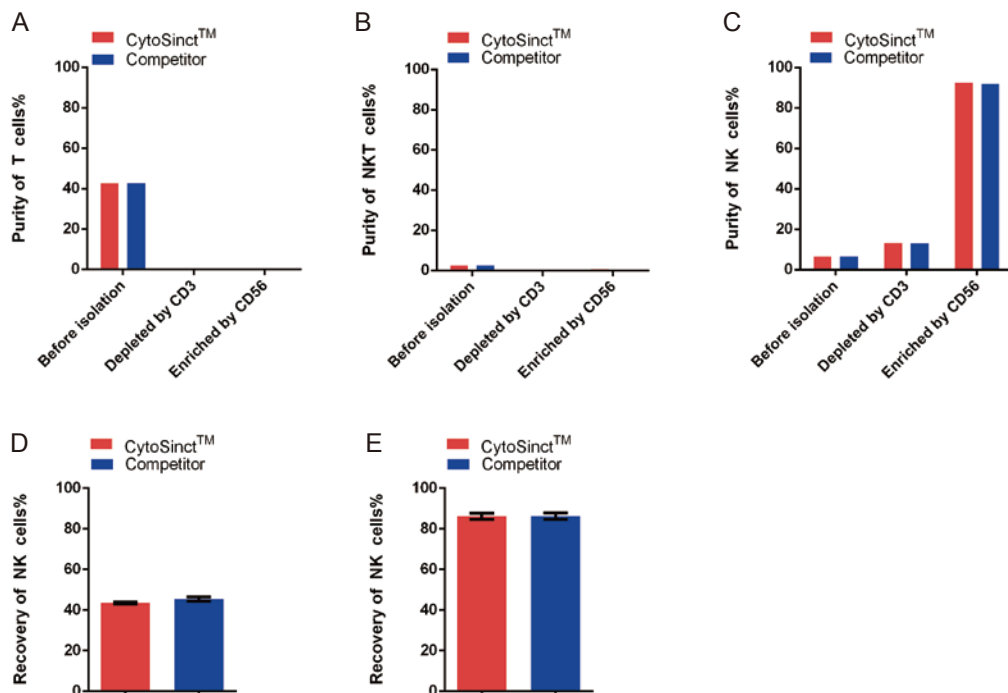 A
CytoSinct™
Competitor
Purity of T cells%
100
80
60
40
20
0
Before isolation
Depleted by CD3
Enriched by CD56
B
CytoSinct™
Competitor
Purity of NKT cells%
100
80
60
40
20
0
Before isolation
Depleted by CD3
Enriched by CD56
C
CytoSinct™
Competitor
Purity of NK cells%
100
80
60
40
20
0
Before isolation
Depleted by CD3
Enriched by CD56
D
CytoSinct™
Competitor
Recovery of NK cells%
100
80
60
40
20
0
E
CytoSinct™
Competitor
Recovery of NK cells%
100
80
60
40
20
0